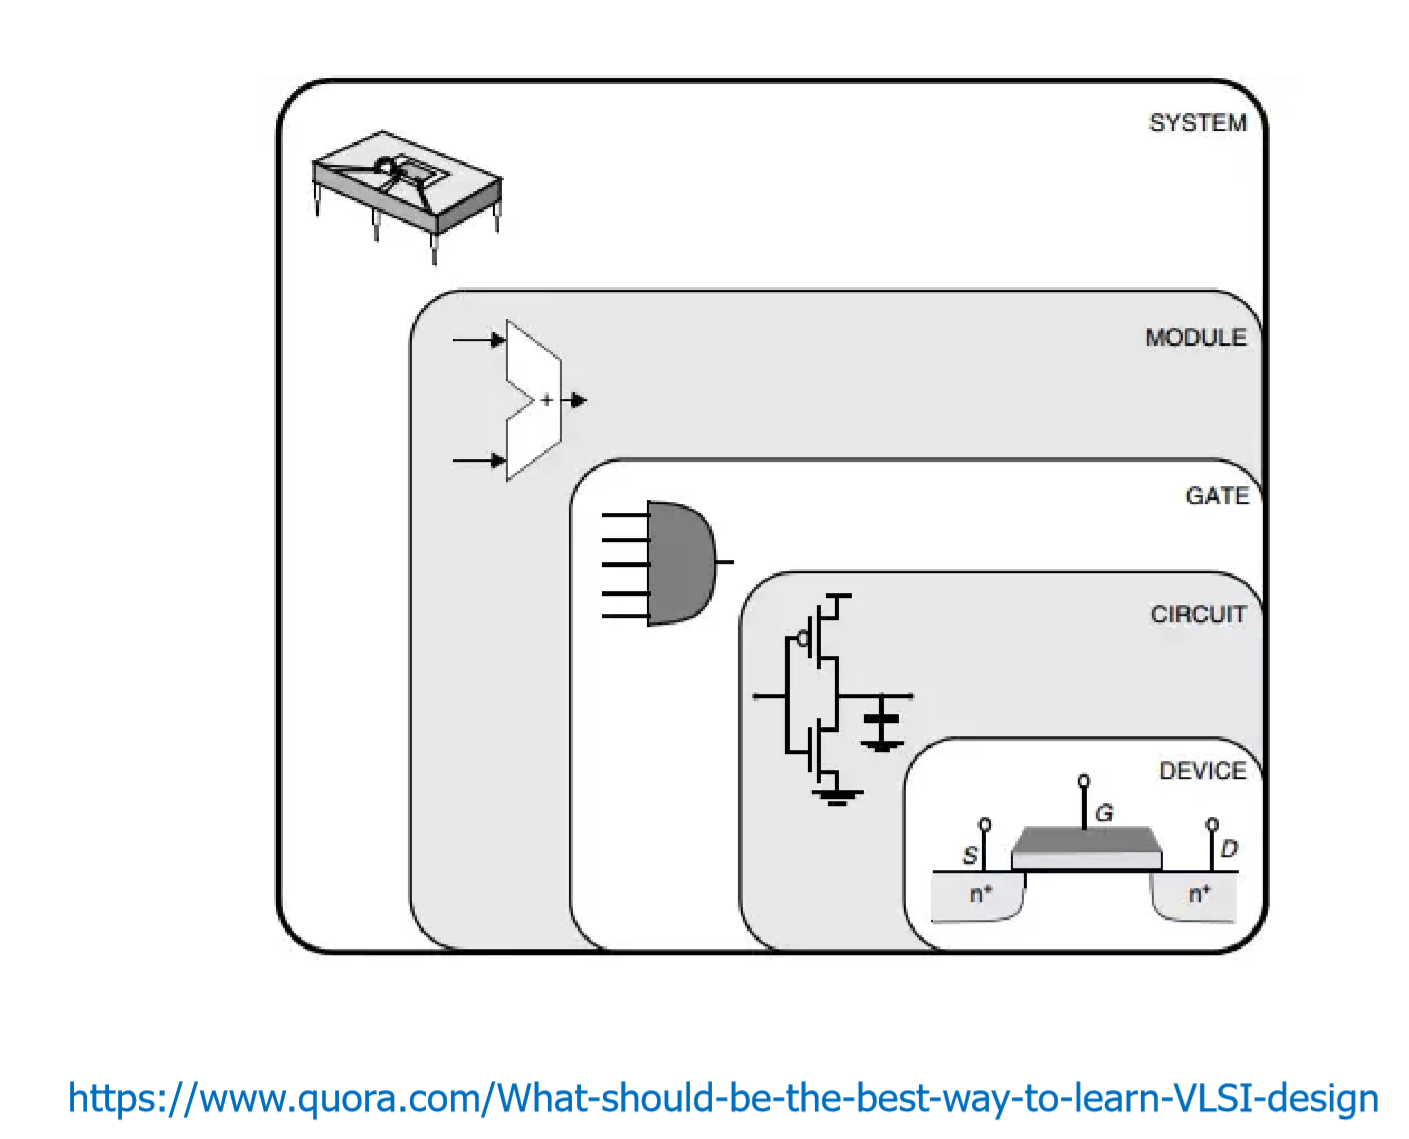 SYSTEM
MODULE
+
GATE
CIRCUIT
DEVICE
G
S
D
n+
n+
https://www.quora.com/What-should-be-the-best-way-to-learn-VLSI-design